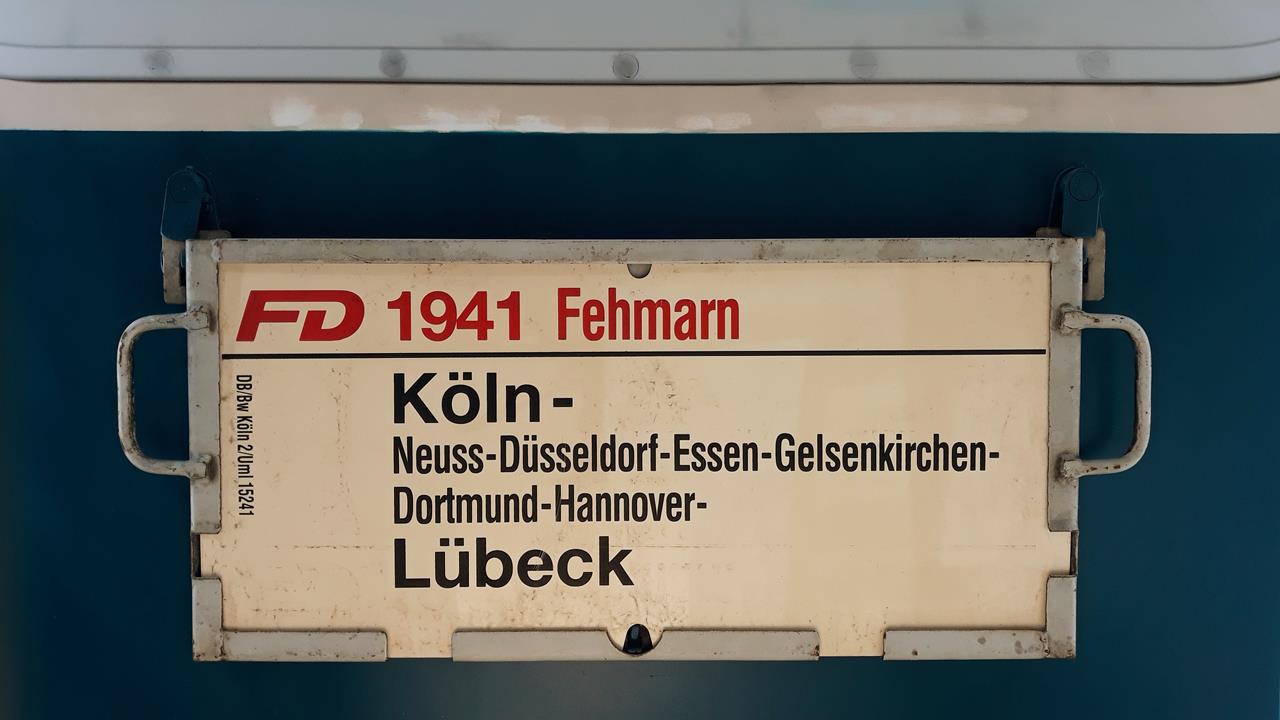 FD 1941 Fehmarn
Köln-
Neuss-Düsseldorf-Essen-Gelsenkirchen-
Dortmund-Hannover-
Lübeck
DB/Bw Köln 2/Uml 15241